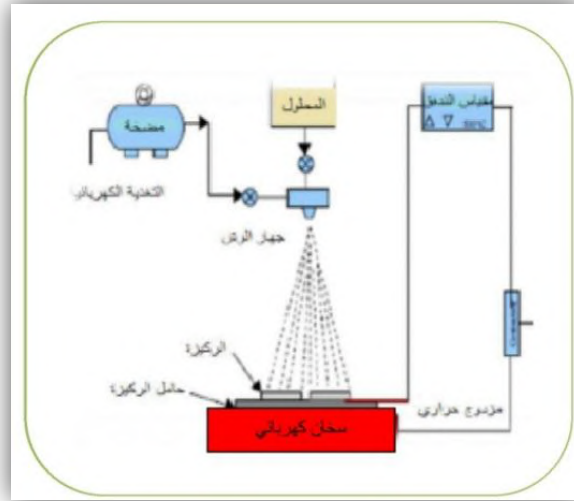 المحلول
مقياس التدفق
مضخة
التغذية الكهربائية
جهاز الرش
الركيزة
حامل الركيزة
مزدوج حراري
سخان كهربائي